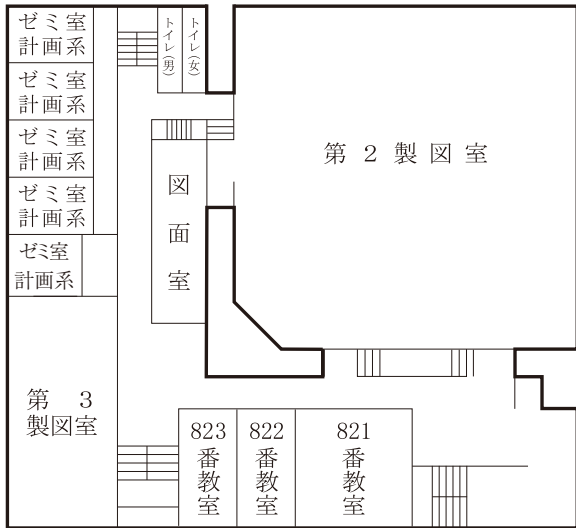 ゼミ室
計画系
ゼミ室
計画系
ゼミ室
計画系
ゼミ室
計画系
ゼミ室
計画系
第 3
製図室
トイレ(男)
トイレ(女)
図面室
第 2 製 図 室
823
番教室
822
番教室
821
番教室